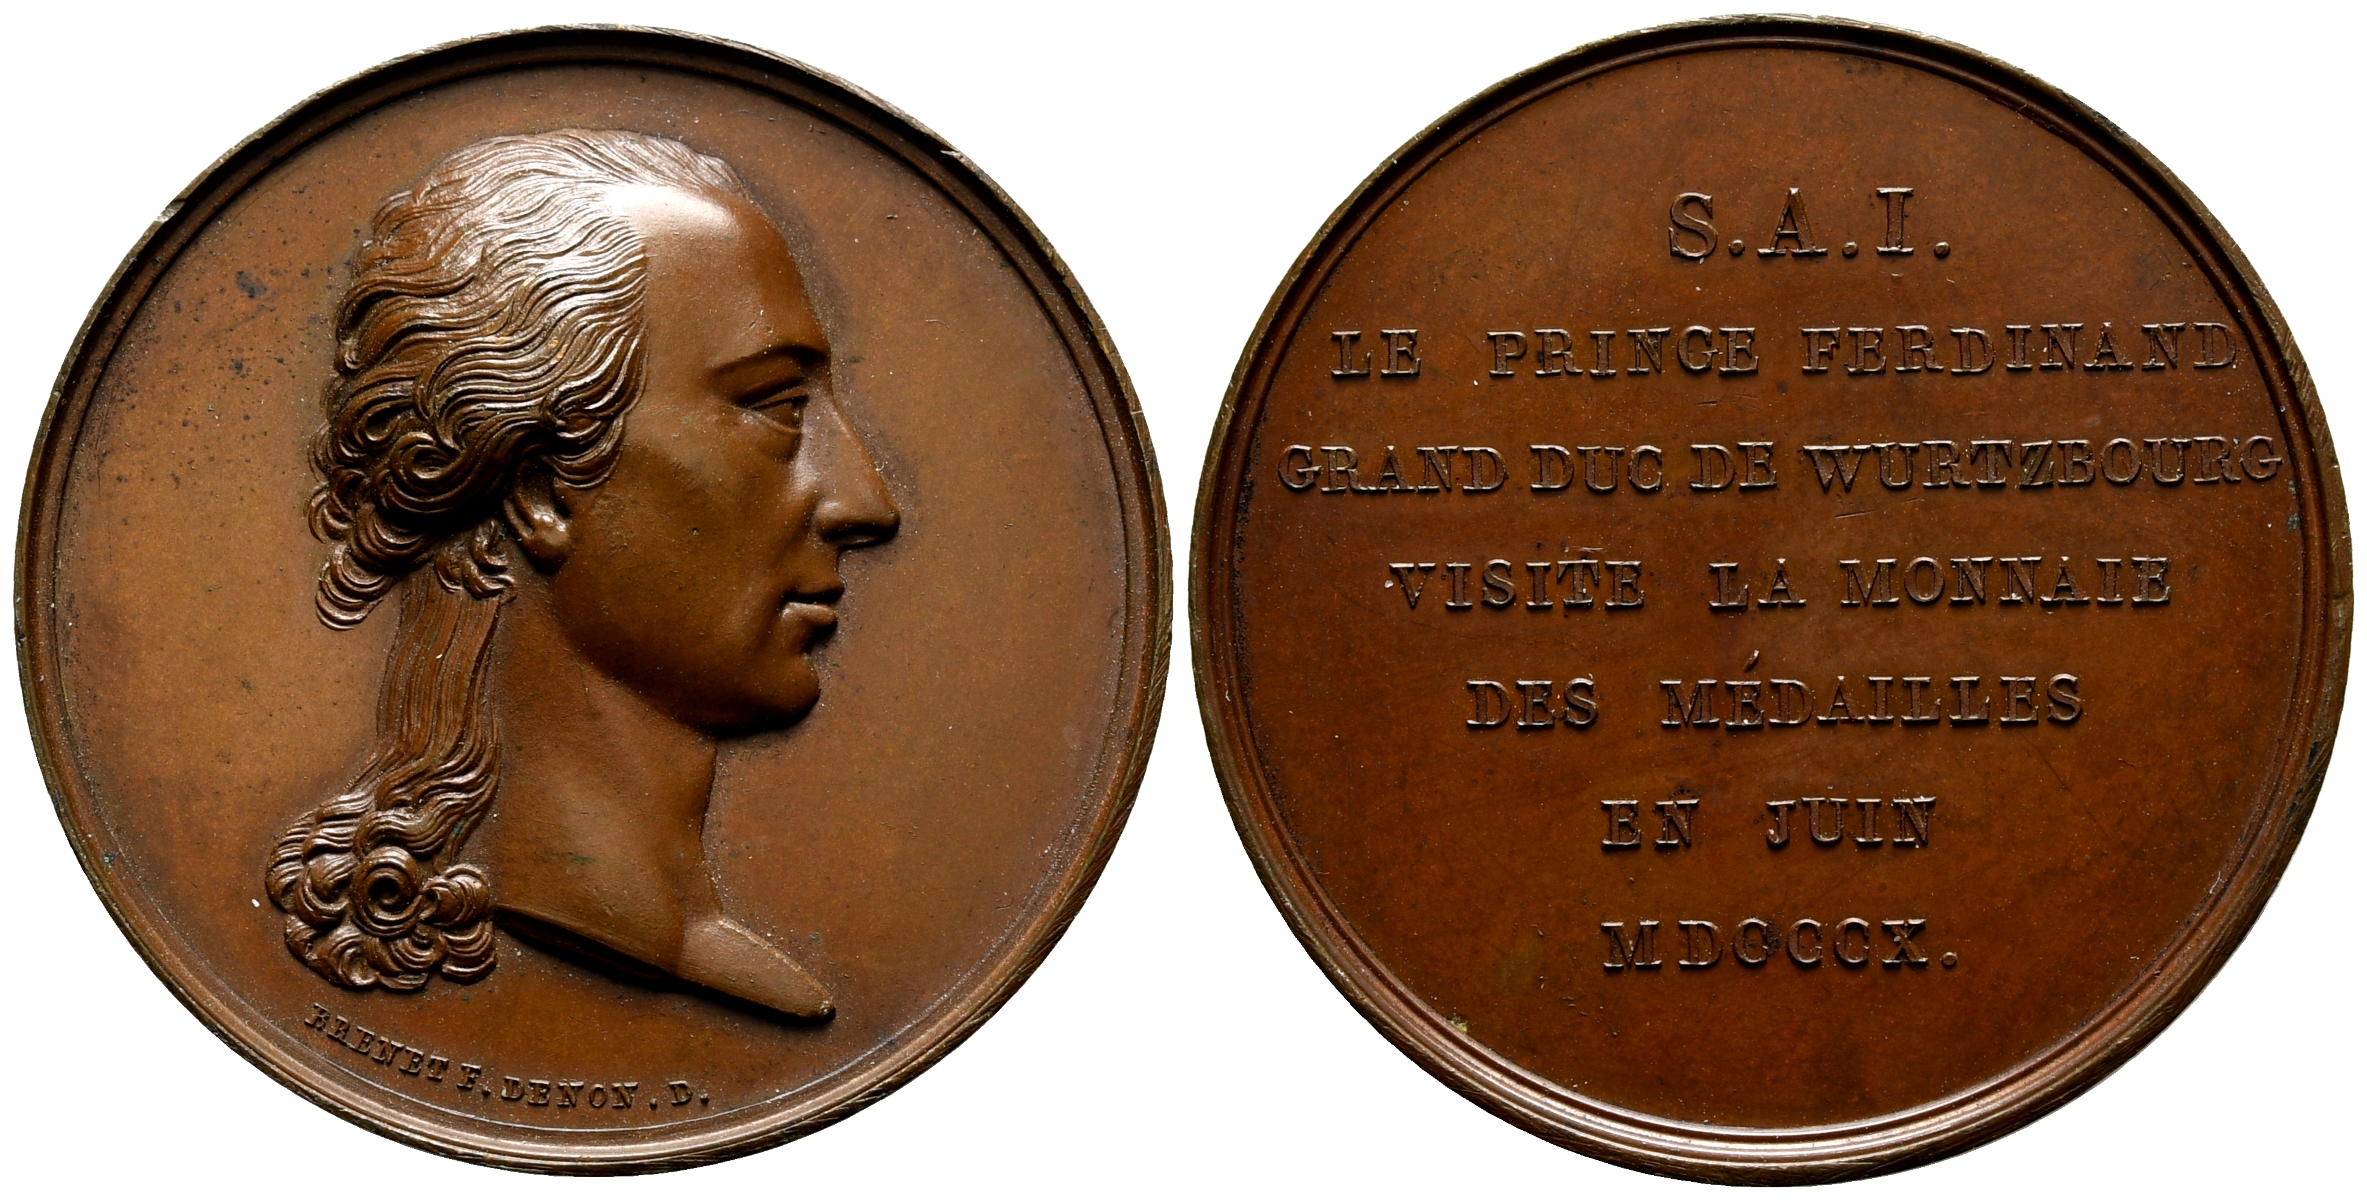 BRENET F. DENON. D.
S.A.I.
LE PRINCE FERDINAND
GRAND DUC DE WURTZBOURG
VISITE LA MONNAIE
DES MÉDAILLES
EN JUIN
MDCCCX.